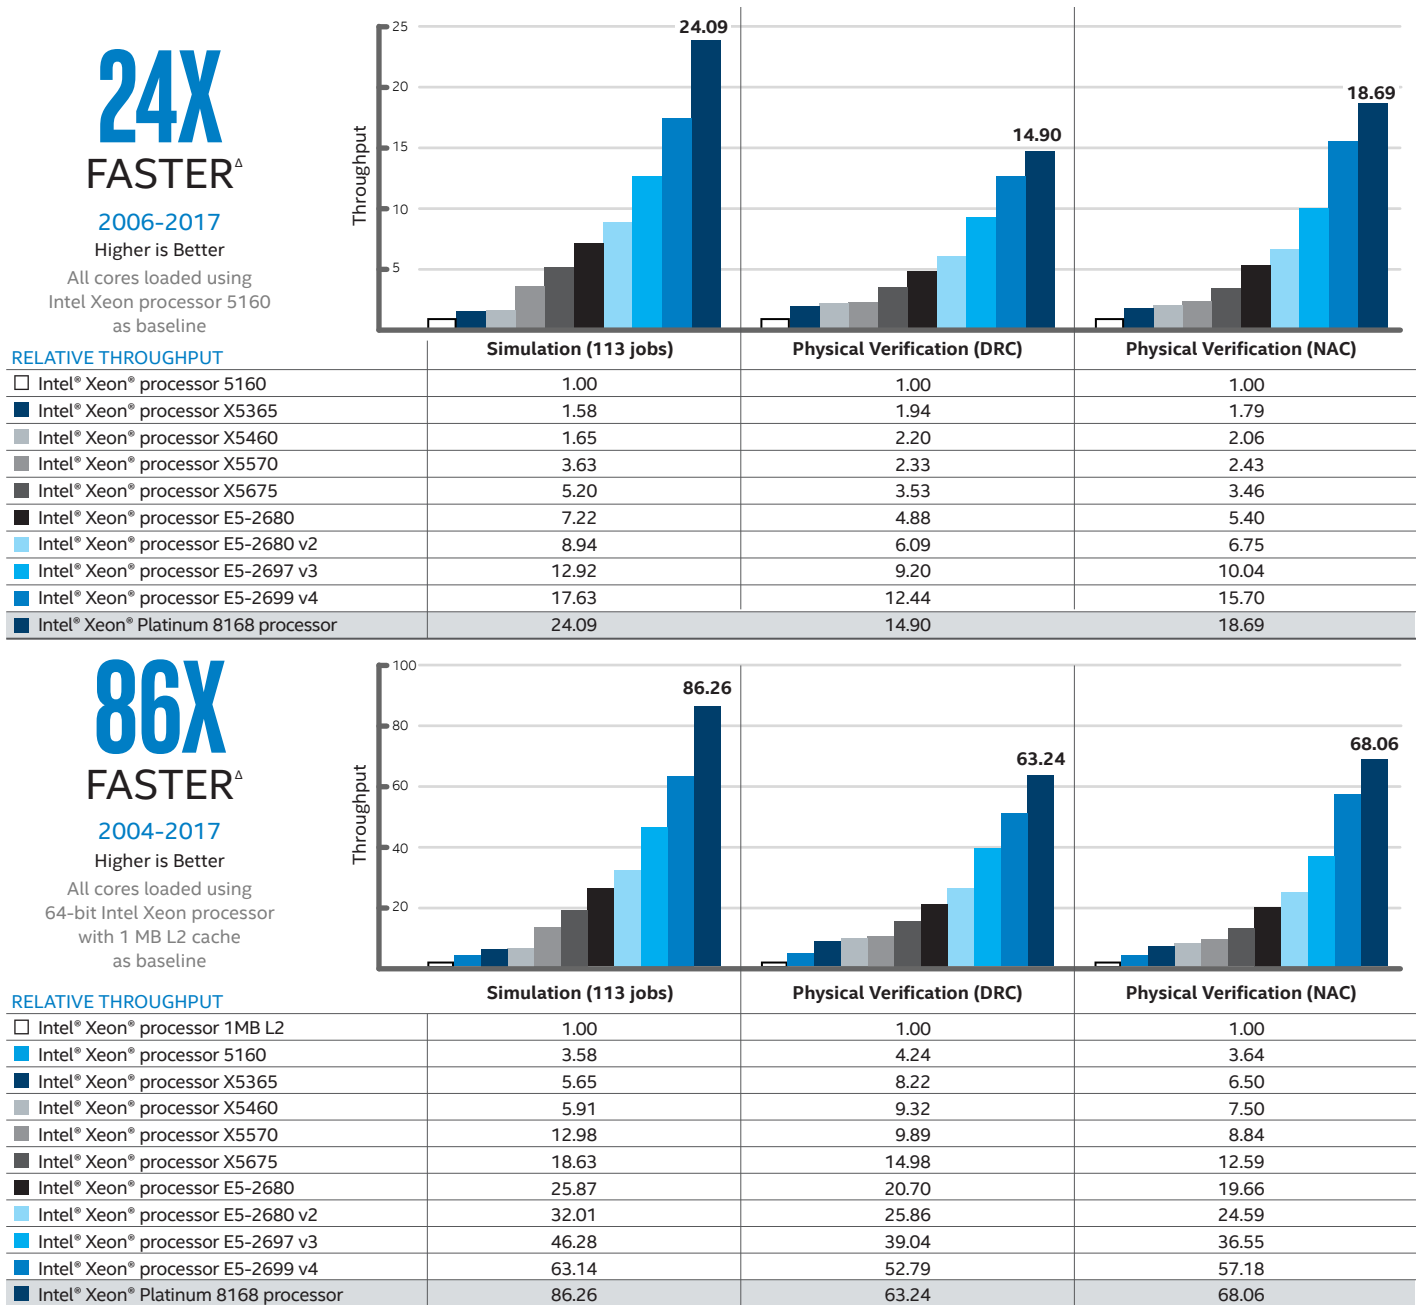 24X
FASTERΔ
2006-2017
Higher is Better
All cores loaded using
Intel Xeon processor 5160
as baseline
Throughput
25
20
15
10
5
24.09
14.90
18.69
RELATIVE THROUGHPUT Simulation (113 jobs) Physical Verification (DRC) Physical Verification (NAC)
Intel® Xeon® processor 5160 1.00 1.00 1.00
Intel® Xeon® processor X5365 1.58 1.94 1.79
Intel® Xeon® processor X5460 1.65 2.20 2.06
Intel® Xeon® processor X5570 3.63 2.33 2.43
Intel® Xeon® processor X5675 5.20 3.53 3.46
Intel® Xeon® processor E5-2680 7.22 4.88 5.40
Intel® Xeon® processor E5-2680 v2 8.94 6.09 6.75
Intel® Xeon® processor E5-2697 v3 12.92 9.20 10.04
Intel® Xeon® processor E5-2699 v4 17.63 12.44 15.70
Intel® Xeon® Platinum 8168 processor 24.09 14.90 18.69
86X
FASTERΔ
2004-2017
Higher is Better
All cores loaded using
64-bit Intel Xeon processor
with 1 MB L2 cache
as baseline
Throughput
100
80
60
40
20
86.26
63.24
68.06
RELATIVE THROUGHPUT Simulation (113 jobs) Physical Verification (DRC) Physical Verification (NAC)
Intel® Xeon® processor 1MB L2 1.00 1.00 1.00
Intel® Xeon® processor 5160 3.58 4.24 3.64
Intel® Xeon® processor X5365 5.65 8.22 6.50
Intel® Xeon® processor X5460 5.91 9.32 7.50
Intel® Xeon® processor X5570 12.98 9.89 8.84
Intel® Xeon® processor X5675 18.63 14.98 12.59
Intel® Xeon® processor E5-2680 25.87 20.70 19.66
Intel® Xeon® processor E5-2680 v2 32.01 25.86 24.59
Intel® Xeon® processor E5-2697 v3 46.28 39.04 36.55
Intel® Xeon® processor E5-2699 v4 63.14 52.79 57.18
Intel® Xeon® Platinum 8168 processor 86.26 63.24 68.06